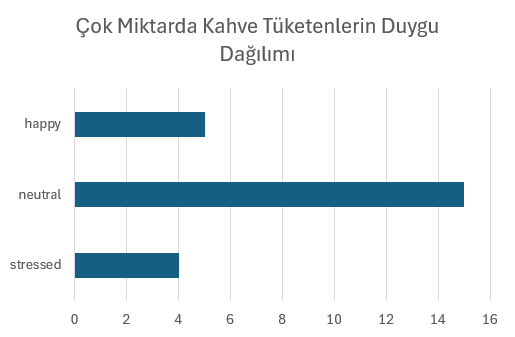 Çok Miktarda Kahve Tüketenlerin Duygu
Dağılımı
happy
neutral
stressed
0 2 4 6 8 10 12 14 16